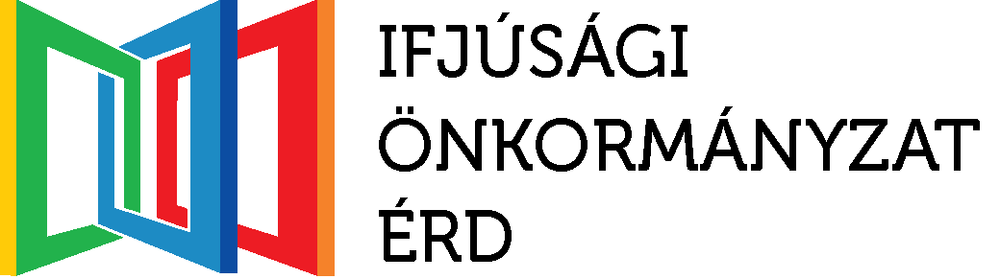 IFJÚSÁGI
ÖNKORMÁNYZAT
ÉRD